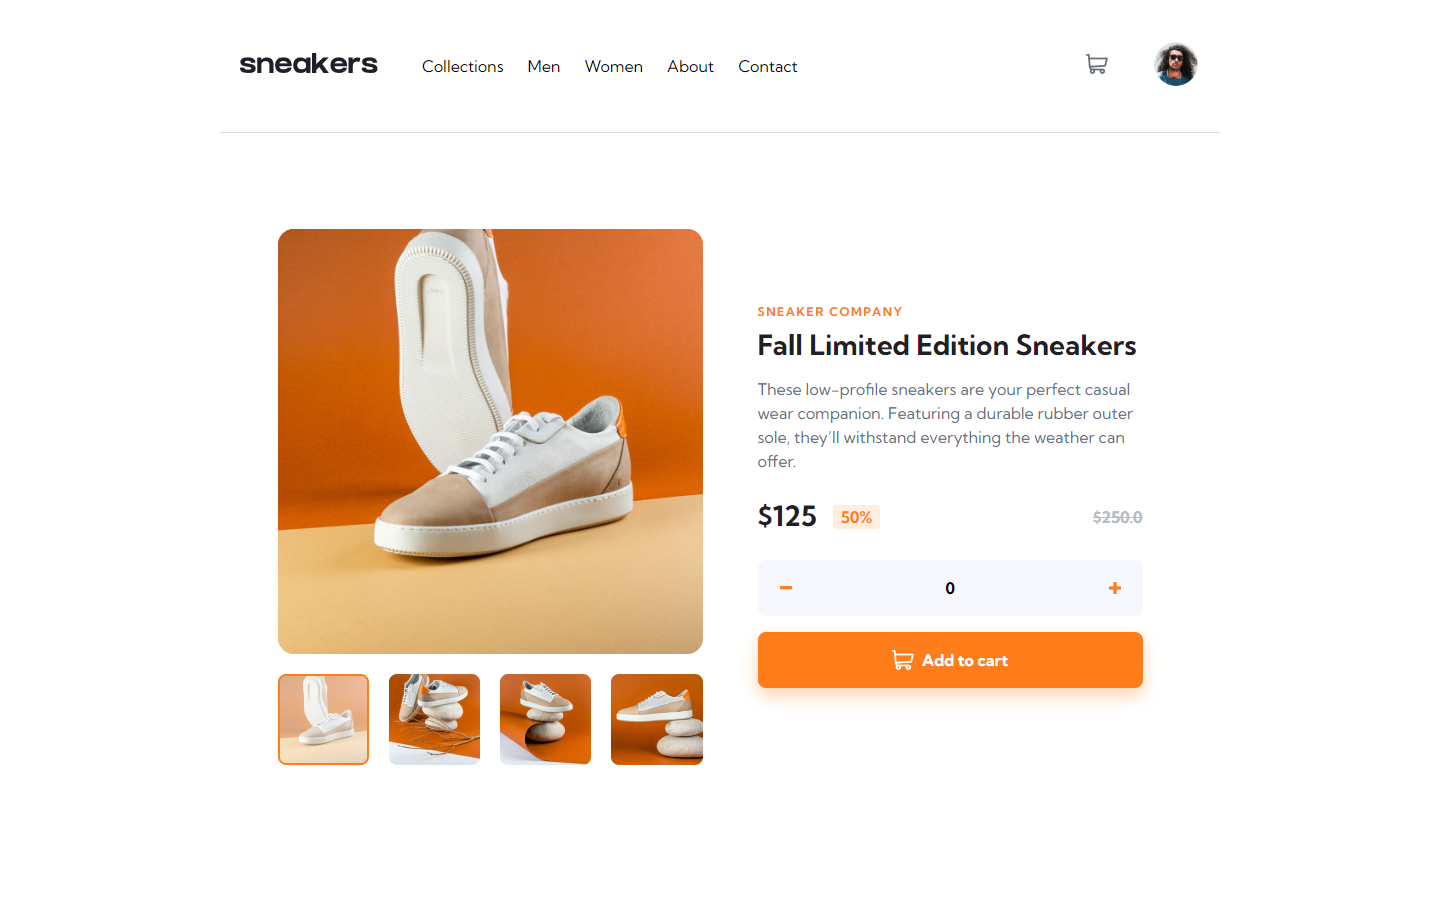 sneakers Collections Men Women About Contact
SNEAKER COMPANY
Fall Limited Edition Sneakers
These low-profile sneakers are your perfect casual
wear companion. Featuring a durable rubber outer
sole, they’ll withstand everything the weather can
offer.
$125 50% $250.0
0
Add to cart